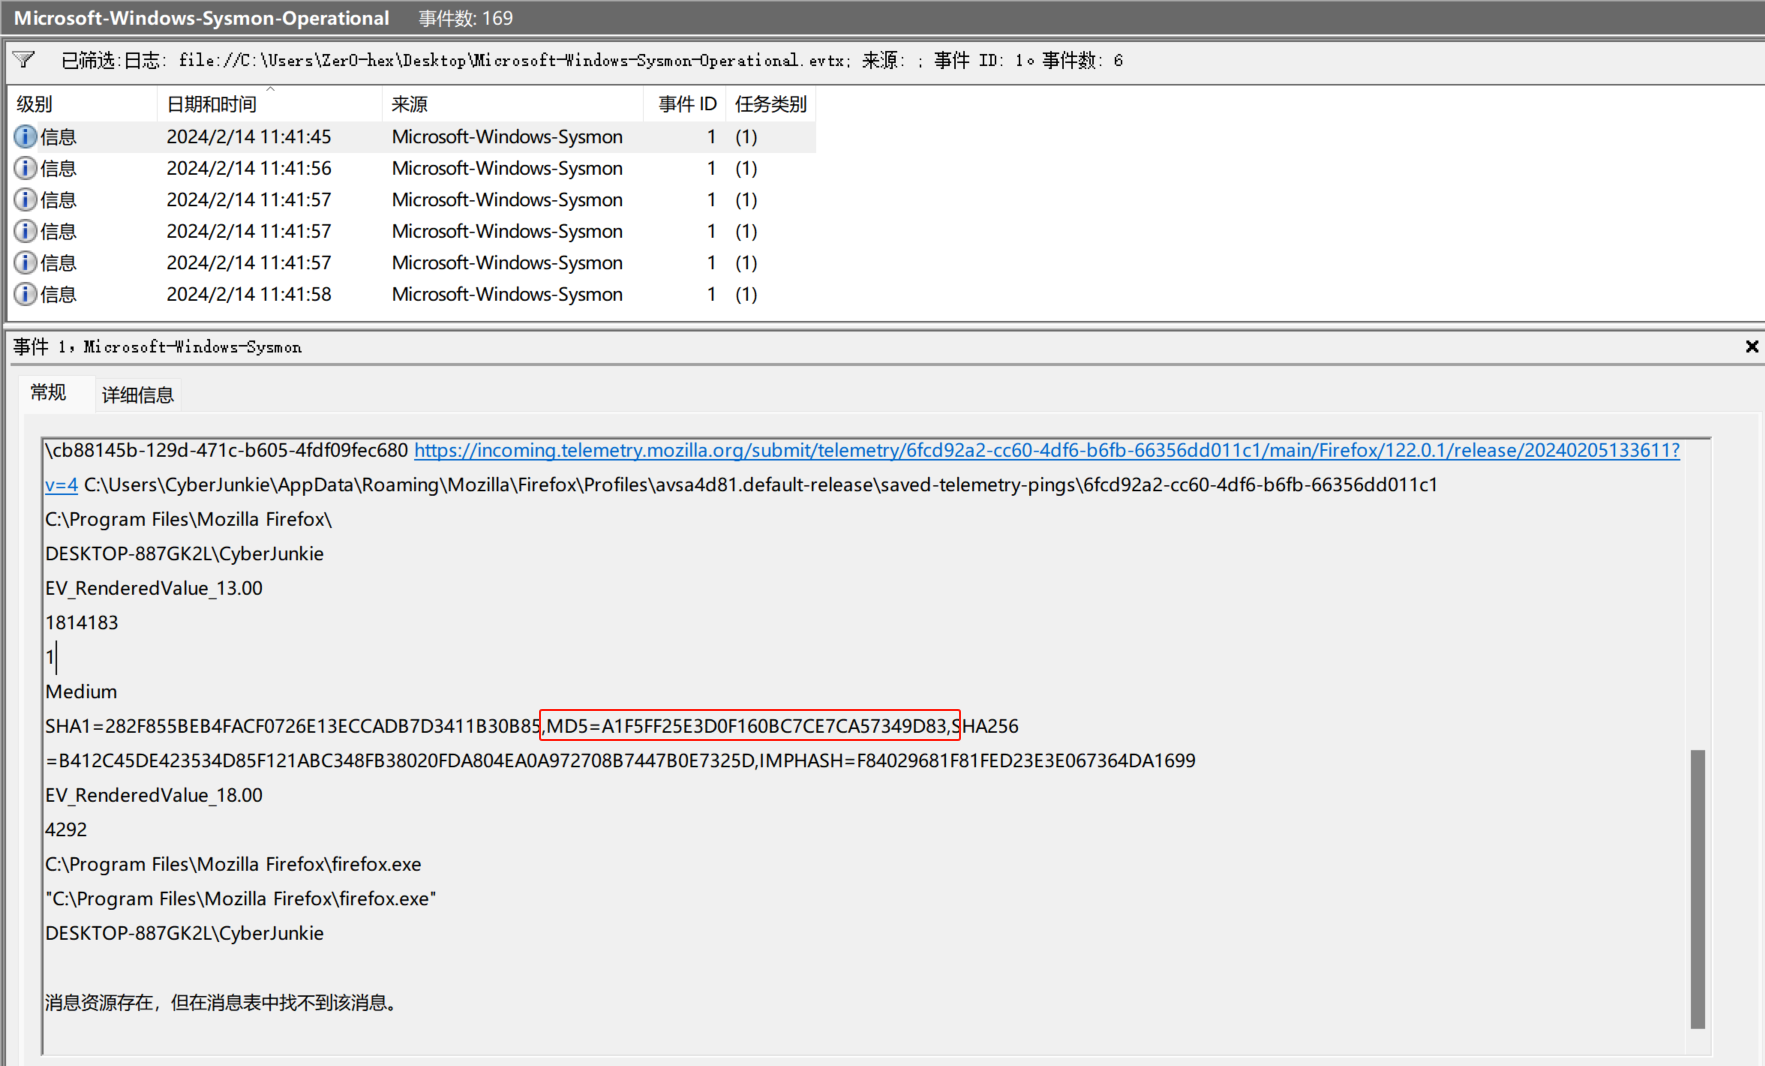 Microsoft-Windows-Sysmon-Operational 事件数: 169
已筛选:日志: file://C:\Users\Zer0-hex\Desktop\Microsoft-Windows-Sysmon-Operational.evtx; 来源: ; 事件 ID: 1。事件数: 6
级别 日期和时间 来源 事件 ID 任务类别
信息 2024/2/14 11:41:45 Microsoft-Windows-Sysmon 1 (1)
信息 2024/2/14 11:41:56 Microsoft-Windows-Sysmon 1 (1)
信息 2024/2/14 11:41:57 Microsoft-Windows-Sysmon 1 (1)
信息 2024/2/14 11:41:57 Microsoft-Windows-Sysmon 1 (1)
信息 2024/2/14 11:41:57 Microsoft-Windows-Sysmon 1 (1)
信息 2024/2/14 11:41:58 Microsoft-Windows-Sysmon 1 (1)
事件 1，Microsoft-Windows-Sysmon
常规 详细信息
\cb88145b-129d-471c-b605-4fdf09fec680 https://incoming.telemetry.mozilla.org/submit/telemetry/6fcd92a2-cc60-4df6-b6fb-66356dd011c1/main/Firefox/122.0.1/release/20240205133611?
v=4 C:\Users\CyberJunkie\AppData\Roaming\Mozilla\Firefox\Profiles\avsa4d81.default-release\saved-telemetry-pings\6fcd92a2-cc60-4df6-b6fb-66356dd011c1
C:\Program Files\Mozilla Firefox\
DESKTOP-887GK2L\CyberJunkie
EV_RenderedValue_13.00
1814183
1
Medium
SHA1=282F855BEB4FACF0726E13ECCADB7D3411B30B85,MD5=A1F5FF25E3D0F160BC7CE7CA57349D83,SHA256
=B412C45DE423534D85F121ABC348FB38020FDA804EA0A972708B7447B0E7325D,IMPHASH=F84029681F81FED23E3E067364DA1699
EV_RenderedValue_18.00
4292
C:\Program Files\Mozilla Firefox\firefox.exe
"C:\Program Files\Mozilla Firefox\firefox.exe"
DESKTOP-887GK2L\CyberJunkie
消息资源存在，但在消息表中找不到该消息。